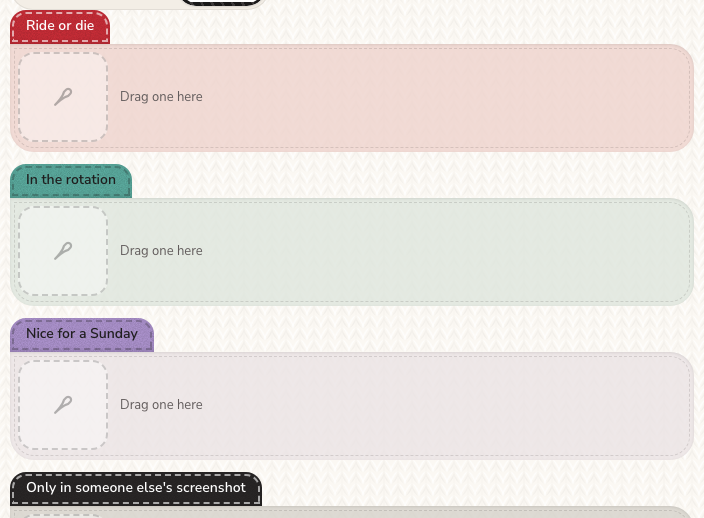 Ride or die
Drag one here
In the rotation
Drag one here
Nice for a Sunday
Drag one here
Only in someone else's screenshot